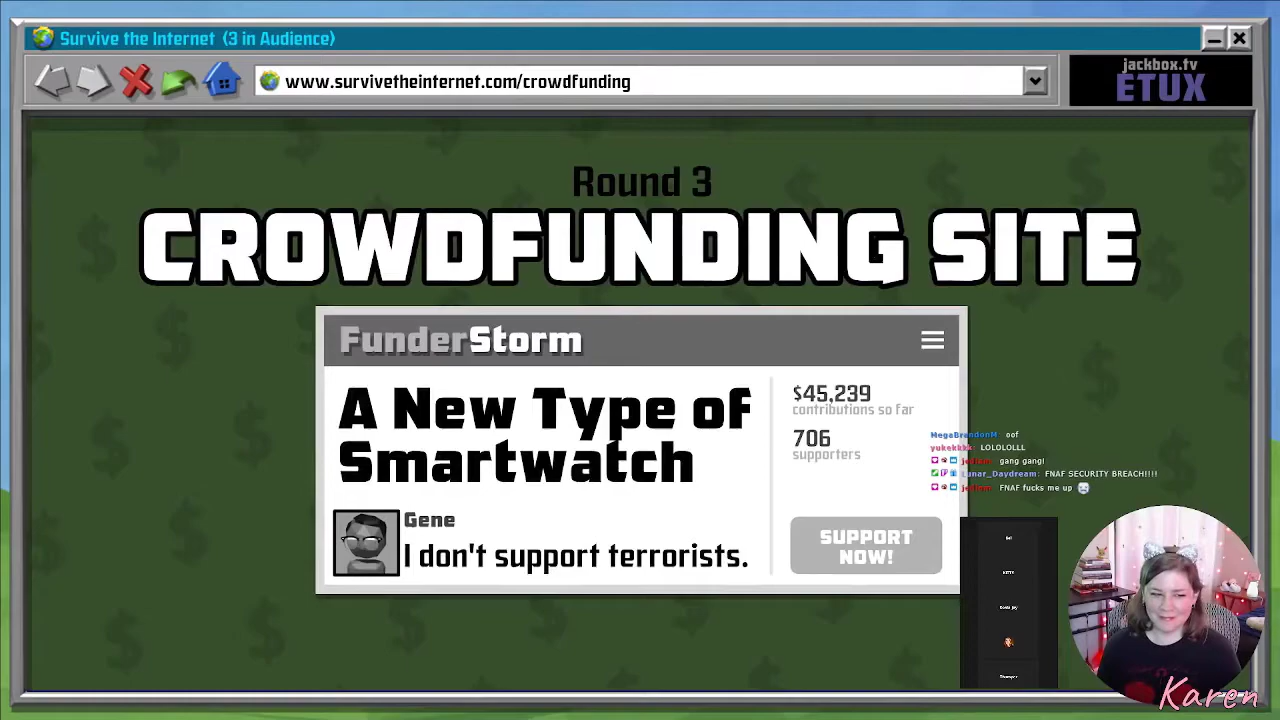 Survive the Internet (3 in Audience)
www.survivetheinternet.com/crowdfunding
jackbox.tv
ETUX
Round 3
CROWDFUNDING SITE
FunderStorm
A New Type of
Smartwatch
$45,239
contributions so far
706
supporters
Gene
I don't support terrorists.
SUPPORT
NOW!
MegaBrandonM: oof
yukekkkk: LOLOLOLLL
gang gang!
Lunar_Daydream: FNAF SECURITY BREACH!!!!
FNAF fucks me up
Karen